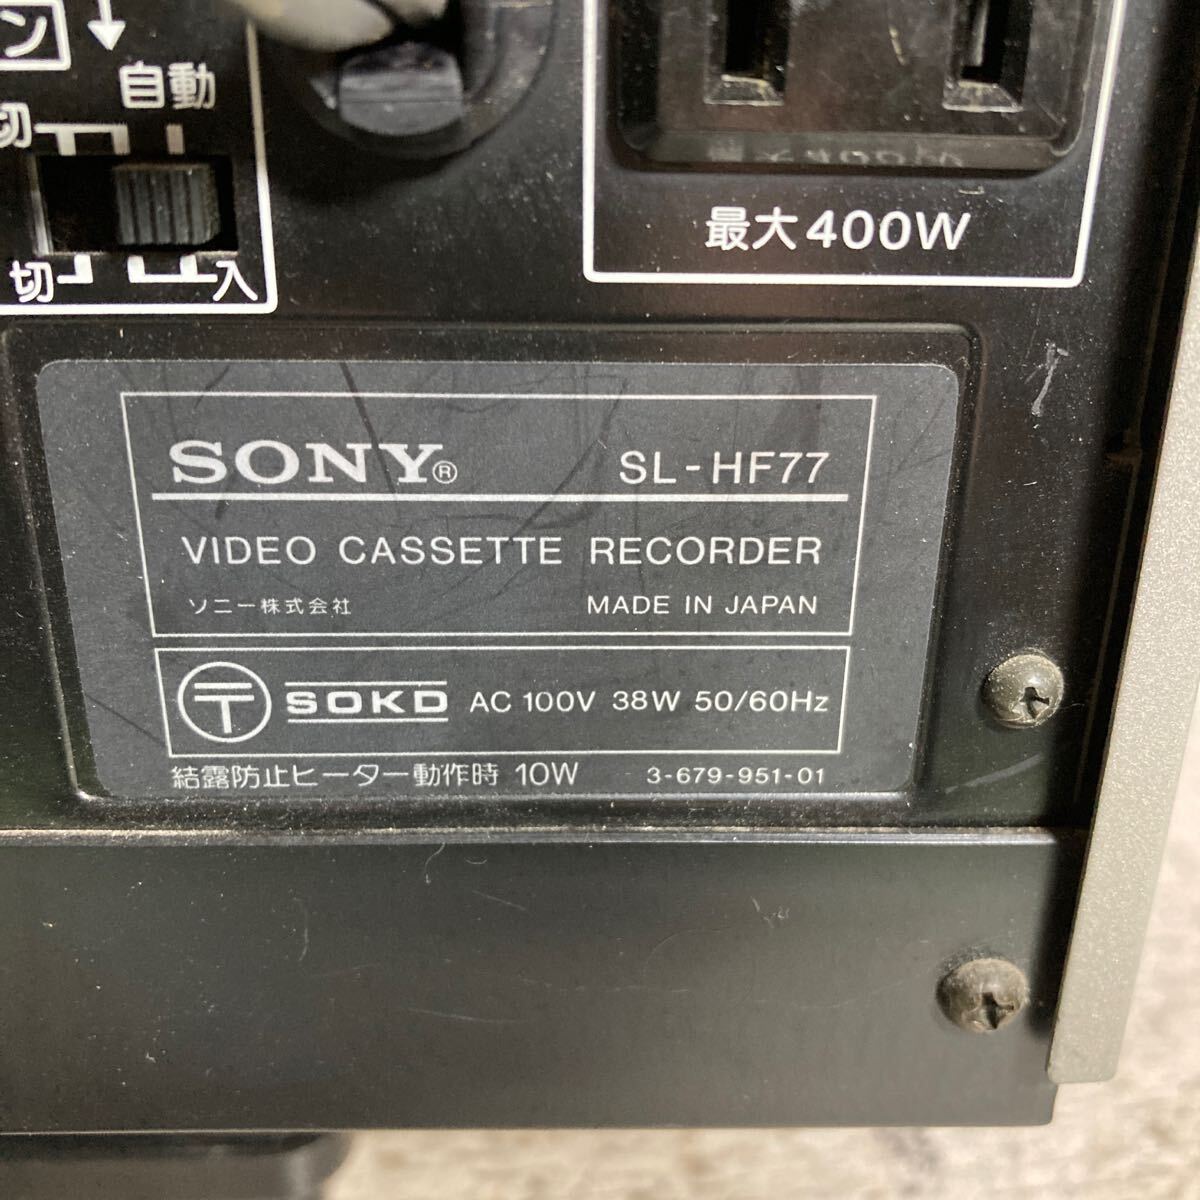 ン
自動
切
切 入
最大400W
SONY® SL-HF77
VIDEO CASSETTE RECORDER
ソニー株式会社 MADE IN JAPAN
〒 SOKD AC 100V 38W 50/60Hz
結露防止ヒーター動作時 10W 3-679-951-01